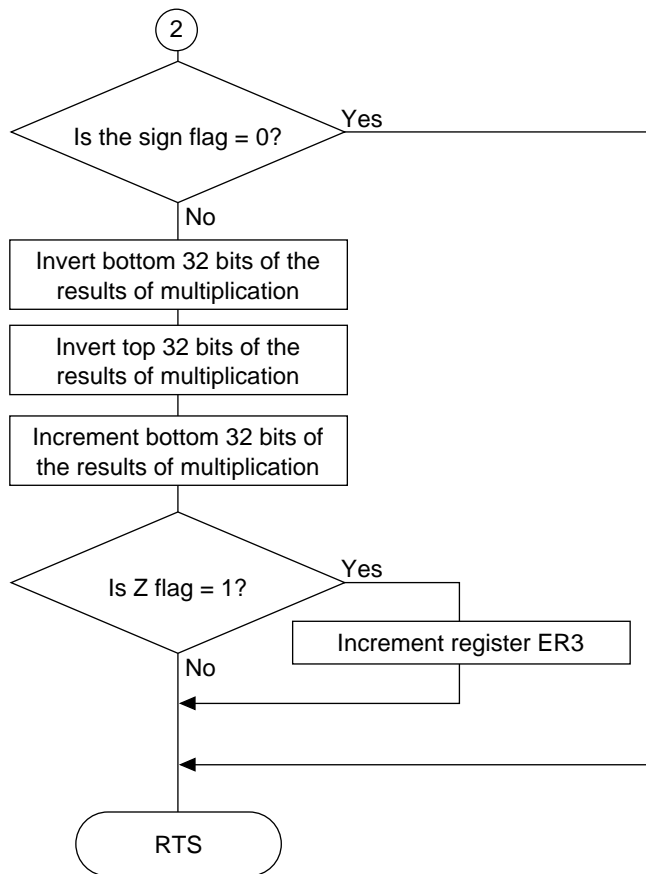 2
Is the sign flag = 0?
Yes
No
Invert bottom 32 bits of the
results of multiplication
Invert top 32 bits of the
results of multiplication
Increment bottom 32 bits of
the results of multiplication
Is Z flag = 1?
Yes
Increment register ER3
No
RTS